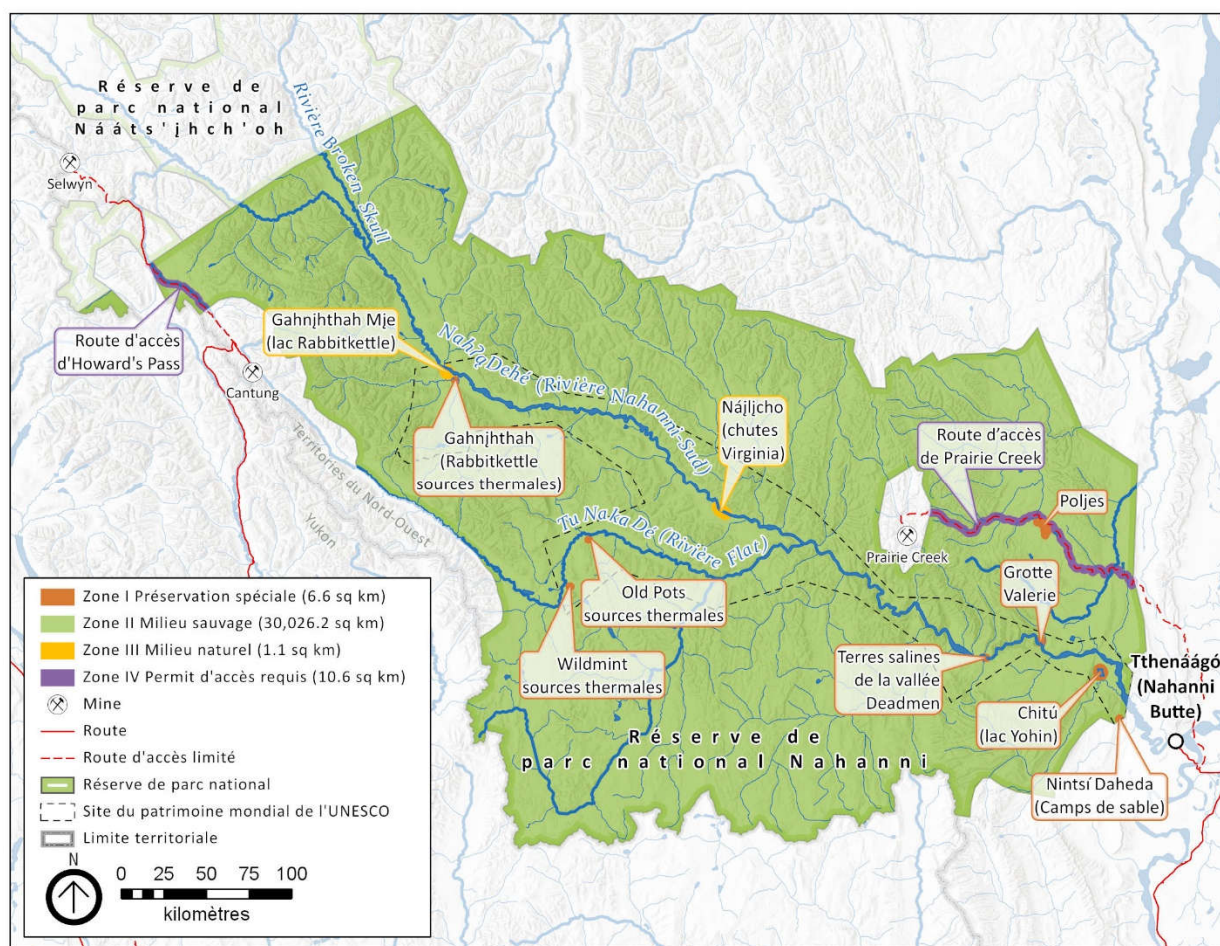 Réserve de
parc national
Nááts'įhch'oh
Rivière Broken Skull
Selwyn
Route d'accès
d'Howard's Pass
Gahnįhthah Mįe
(lac Rabbitkettle)
Cantung
Nahʔą Dehé (Rivière Nahanni-Sud)
Gahnįhthah
(Rabbitkettle
sources thermales)
Náįlįcho
(chutes
Virginia)
Route d’accès
de Prairie Creek
Poljes
Prairie Creek
Territories du Nord-Ouest
Yukon
Tu Naka Dé (Rivière Flat)
Grotte
Valerie
Old Pots
sources thermales
Wildmint
sources thermales
Terres salines
de la vallée
Deadmen
Tthenáágó
(Nahanni
Butte)
Chitú
(lac Yohin)
Réserve de
parc national Nahanni
Nintsí Daheda
(Camps de sable)
Zone I Préservation spéciale (6.6 sq km)
Zone II Milieu sauvage (30,026.2 sq km)
Zone III Milieu naturel (1.1 sq km)
Zone IV Permit d'accès requis (10.6 sq km)
Mine
Route
Route d'accès limité
Réserve de parc national
Site du patrimoine mondial de l'UNESCO
Limite territoriale
N
0 25 50 75 100
kilomètres